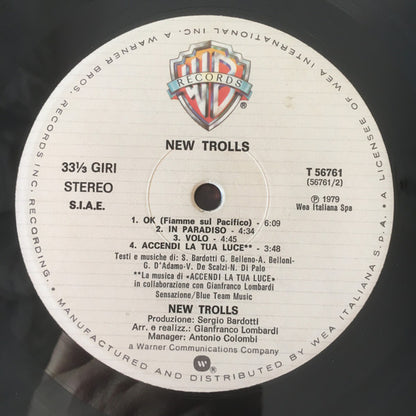 OF WEA INTERNATIONAL INC. A WARNER BROS. RECORDS INC. RECORDING.
WB
RECORDS
®
NEW TROLLS
33⅓ GIRI
STEREO
S.I.A.E.
T 56761
(56761/2)
Ⓟ 1979
Wea Italiana Spa
1. OK (Fiamme sul Pacifico) - 6:09
2. IN PARADISO - 4:34
3. VOLO - 4:45
4. ACCENDI LA TUA LUCE** - 3:48
Testi e musiche di: S. Bardotti - G. Belleno - A. Belloni -
G. D'Adamo - V. De Scalzi - N. Di Palo
**La musica di «ACCENDI LA TUA LUCE»
in collaborazione con Gianfranco Lombardi
Sensazione/Blue Team Music
NEW TROLLS
Produzione: Sergio Bardotti
Arr. e realizz.: Gianfranco Lombardi
Manager: Antonio Colombi
a Warner Communications Company
W ®
MANUFACTURED AND DISTRIBUTED BY WEA ITALIANA S.P.A.